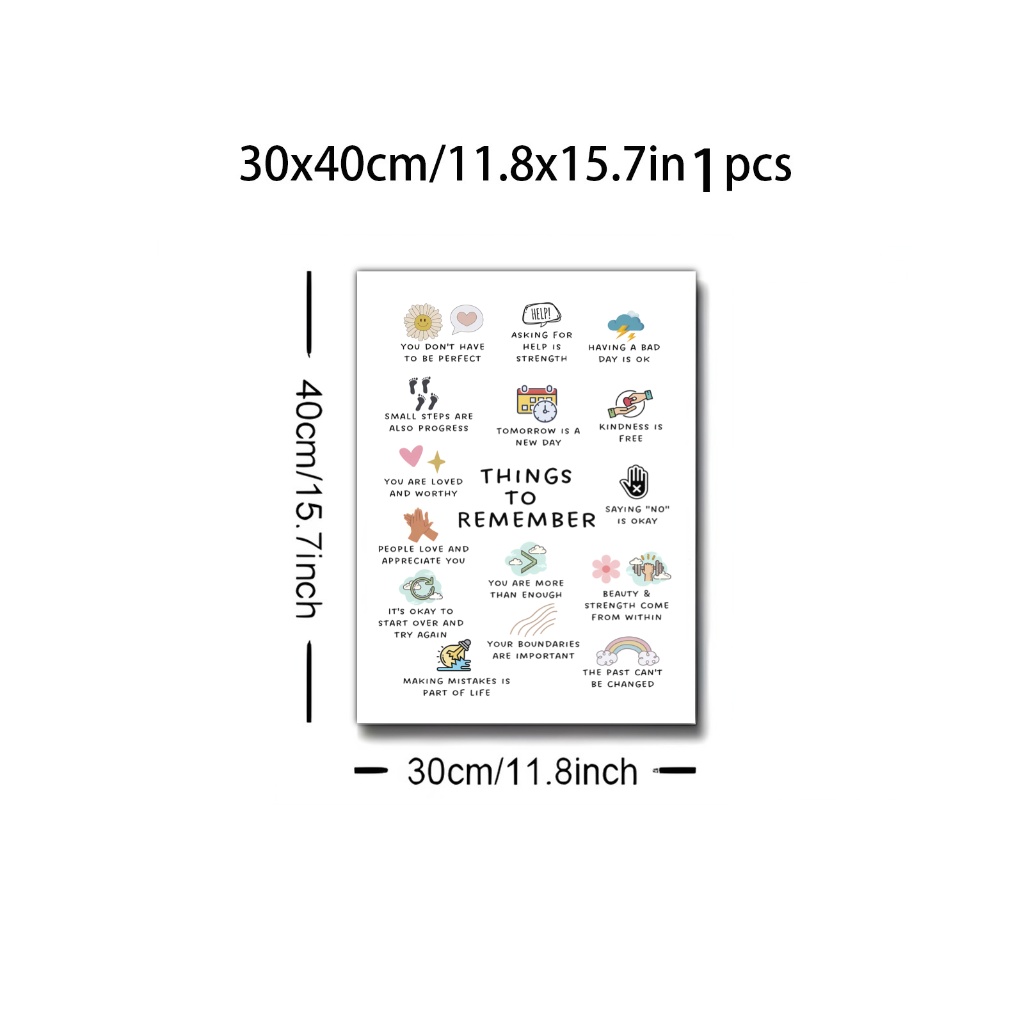 30x40cm/11.8x15.7in 1 pcs
40cm/15.7inch
HELP!
YOU DON'T HAVE
TO BE PERFECT
ASKING FOR
HELP IS
STRENGTH
HAVING A BAD
DAY IS OK
SMALL STEPS ARE
ALSO PROGRESS
TOMORROW IS A
NEW DAY
KINDNESS IS
FREE
YOU ARE LOVED
AND WORTHY
THINGS
TO
REMEMBER
SAYING "NO"
IS OKAY
PEOPLE LOVE AND
APPRECIATE YOU
YOU ARE MORE
THAN ENOUGH
BEAUTY &
STRENGTH COME
FROM WITHIN
IT'S OKAY TO
START OVER AND
TRY AGAIN
YOUR BOUNDARIES
ARE IMPORTANT
THE PAST CAN'T
BE CHANGED
MAKING MISTAKES IS
PART OF LIFE
30cm/11.8inch